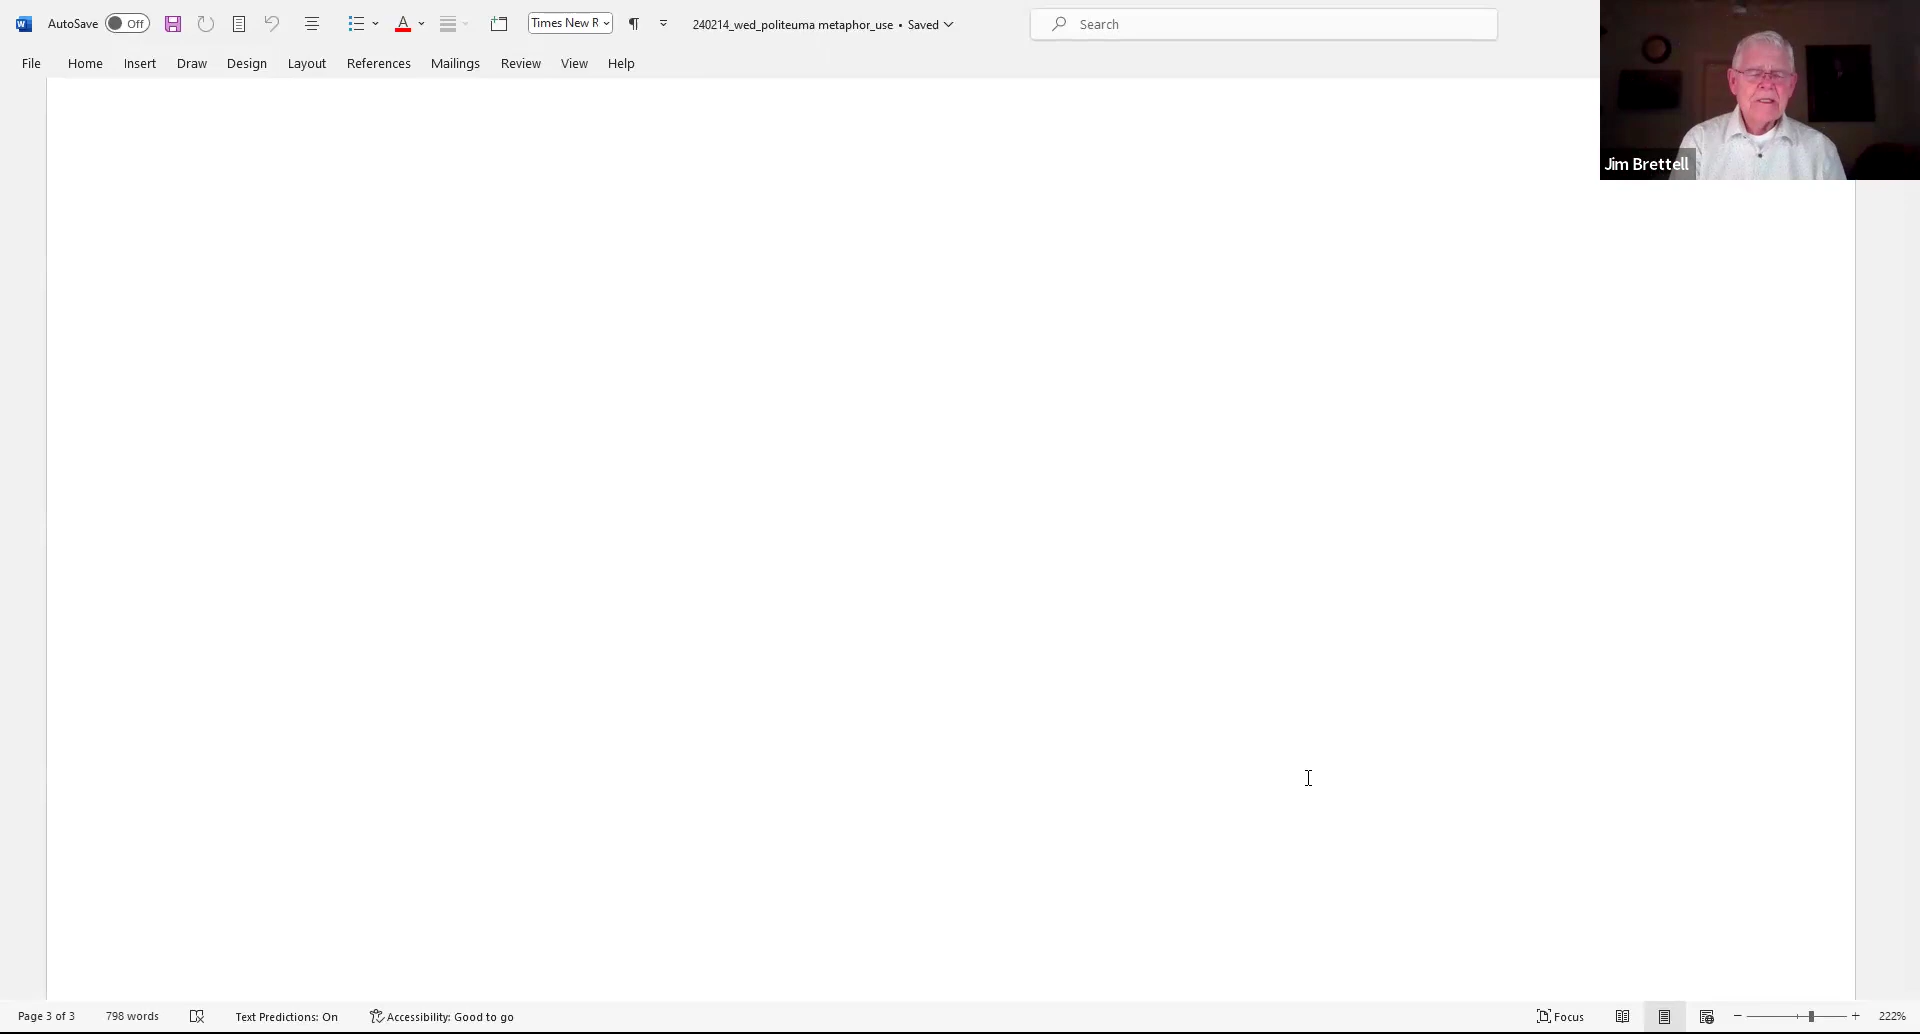 AutoSave Off Times New R 240214_wed_politeuma metaphor_use • Saved Search
File Home Insert Draw Design Layout References Mailings Review View Help
Jim Brettell
Page 3 of 3 798 words Text Predictions: On Accessibility: Good to go Focus 222%